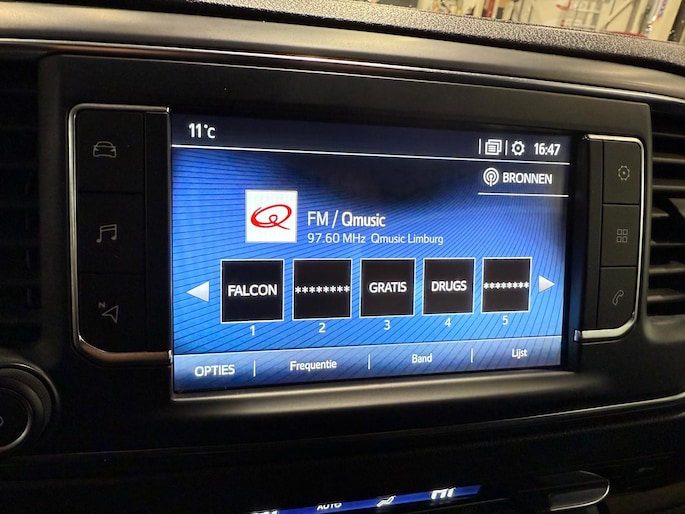 11°c
16:47
BRONNEN
FM / Qmusic
97.60 MHz Qmusic Limburg
FALCON ******** GRATIS DRUGS ********
1 2 3 4 5
OPTIES Frequentie Band Lijst
N
AUTO